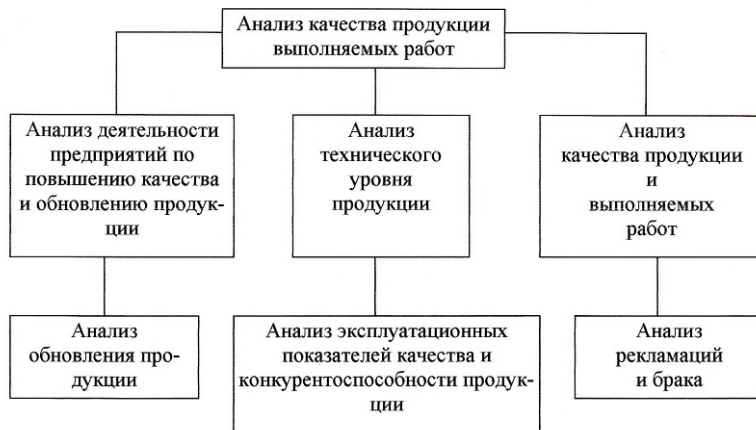 Анализ качества продукции
выполняемых работ
Анализ деятельности
предприятий по
повышению качества
и обновлению продук-
ции
Анализ
технического
уровня
продукции
Анализ
качества продукции
и
выполняемых
работ
Анализ
обновления про-
дукции
Анализ эксплуатационных
показателей качества и
конкурентоспособности продук-
ции
Анализ
рекламаций
и брака